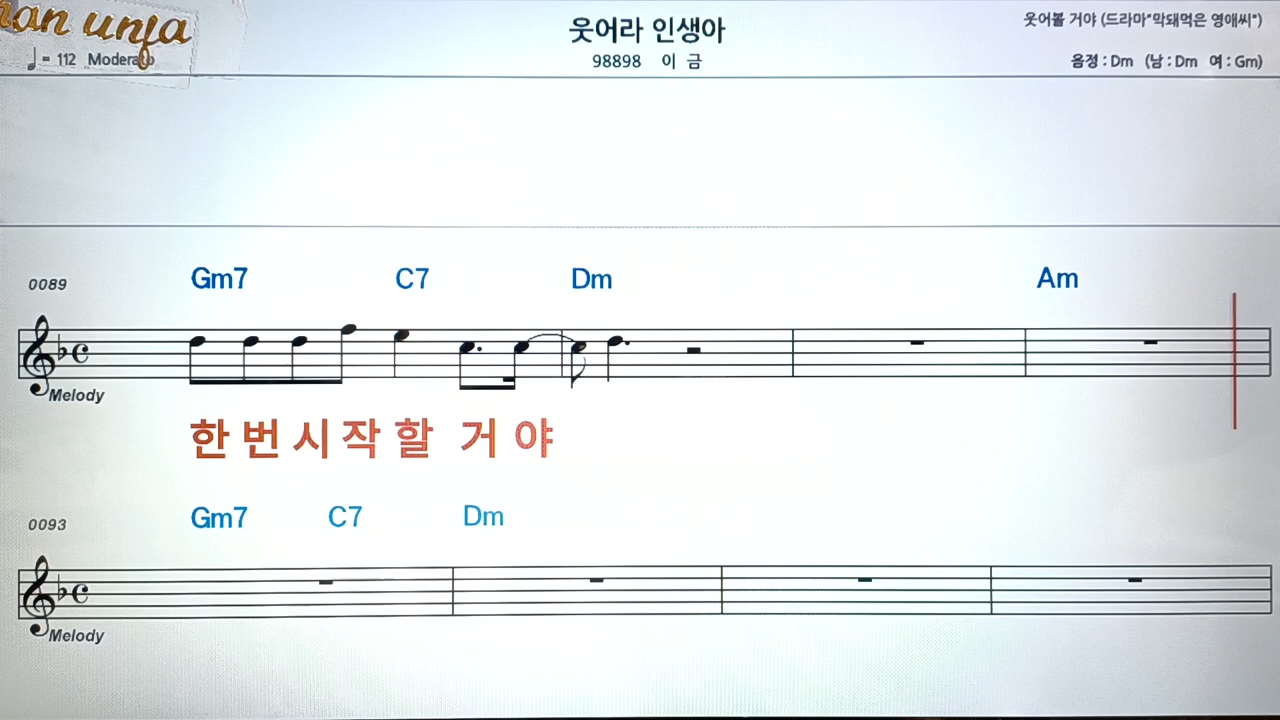 han unja
웃어라 인생아
웃어볼 거야 (드라마"막돼먹은 영애씨")
♩= 112 Moderato
98898 이 금
음정 : Dm (남 : Dm 여 : Gm)
0089 Gm7 C7 Dm Am
Melody
한 번 시 작 할 거 야
0093 Gm7 C7 Dm
Melody